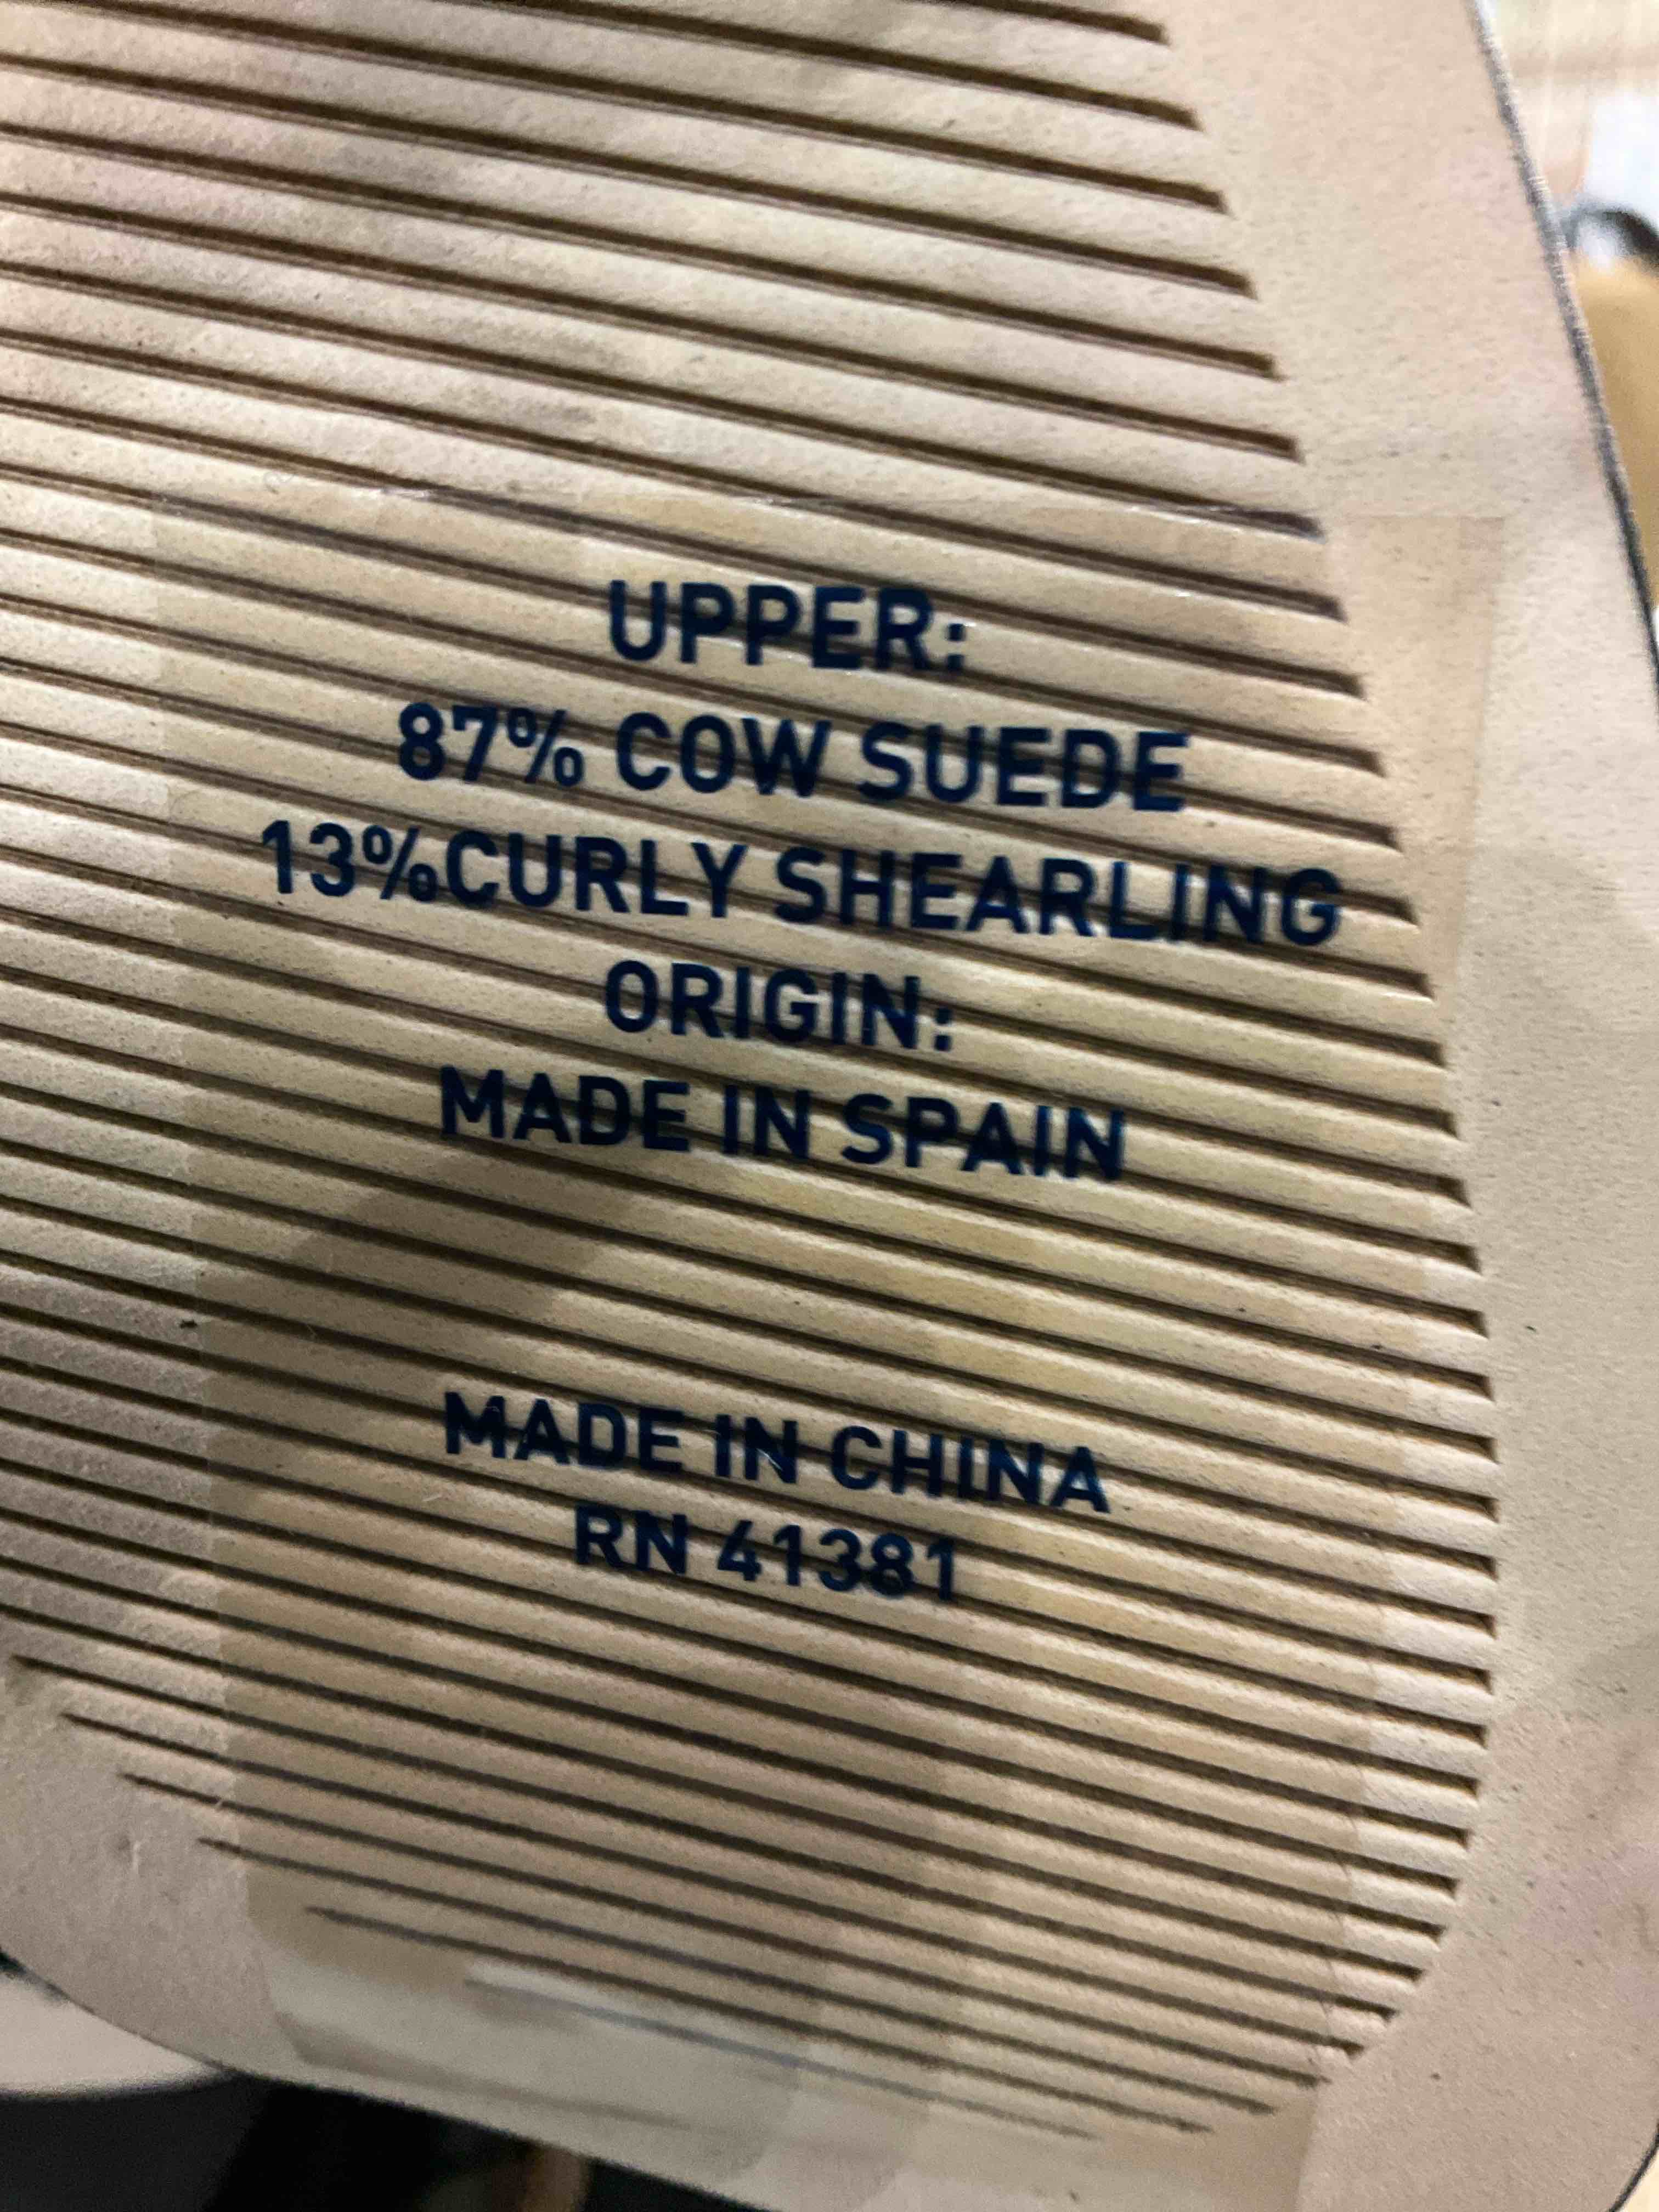 UPPER:
87% COW SUEDE
13%CURLY SHEARLING
ORIGIN:
MADE IN SPAIN
MADE IN CHINA
RN 41381